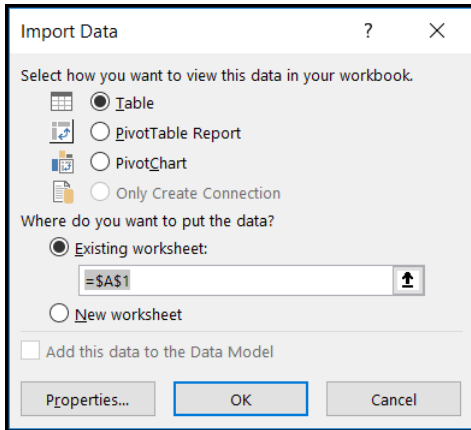 Import Data ?
Select how you want to view this data in your workbook.
Table
PivotTable Report
PivotChart
Only Create Connection
Where do you want to put the data?
Existing worksheet:
=$A$1
New worksheet
Add this data to the Data Model
Properties... OK Cancel